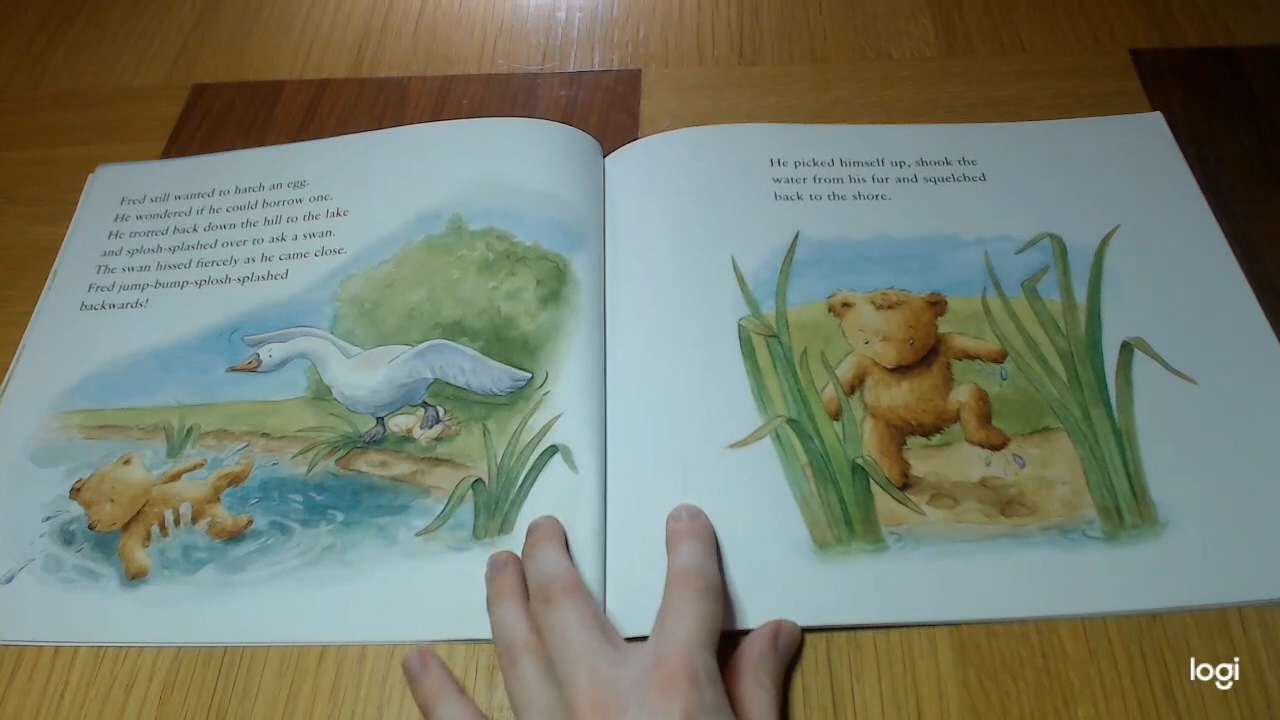 Fred still wanted to hatch an egg.
He wondered if he could borrow one.
He trotted back down the hill to the lake
and splosh-splashed over to ask a swan.
The swan hissed fiercely as he came close.
Fred jump-bump-splosh-splashed
backwards!
He picked himself up, shook the
water from his fur and squelched
back to the shore.
logi